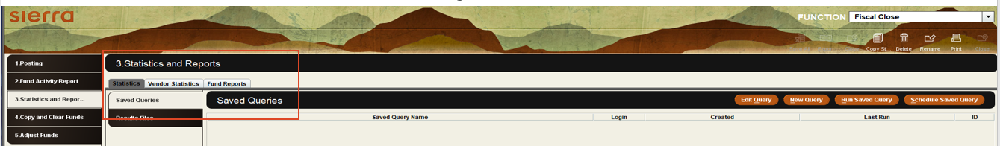 sierra
FUNCTION Fiscal Close
Copy St... Delete Rename Print Close
1.Posting
2.Fund Activity Report
3.Statistics and Repor...
4.Copy and Clear Funds
5.Adjust Funds
3.Statistics and Reports
Statistics Vendor Statistics Fund Reports
Saved Queries
Results Files
Saved Queries
Edit Query New Query Run Saved Query Schedule Saved Query
Saved Query Name Login Created Last Run ID